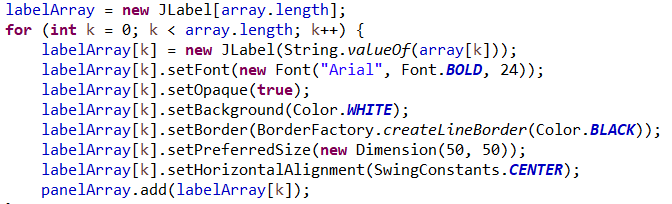 labelArray = new JLabel[array.length];
for (int k = 0; k < array.length; k++) {
    labelArray[k] = new JLabel(String.valueOf(array[k]));
    labelArray[k].setFont(new Font("Arial", Font.BOLD, 24));
    labelArray[k].setOpaque(true);
    labelArray[k].setBackground(Color.WHITE);
    labelArray[k].setBorder(BorderFactory.createLineBorder(Color.BLACK));
    labelArray[k].setPreferredSize(new Dimension(50, 50));
    labelArray[k].setHorizontalAlignment(SwingConstants.CENTER);
    panelArray.add(labelArray[k]);